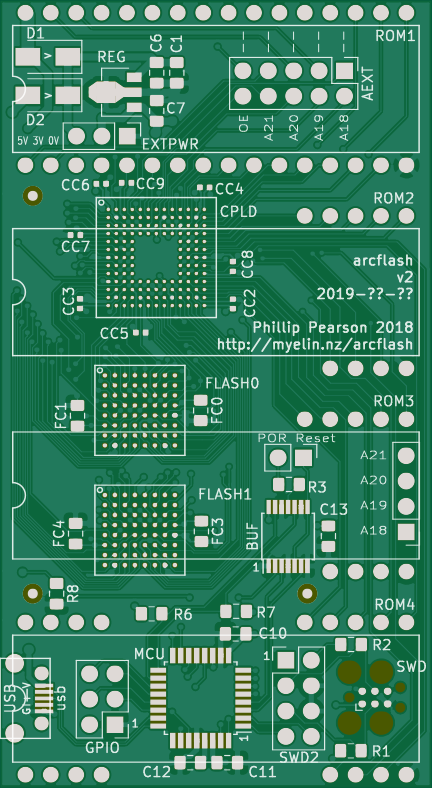 D1
REG
C6
C1
ROM1
D2
C7
AEXT
OE
A21
A20
A19
A18
5V 3V 0V
EXTPWR
CC6
CC9
CC4
ROM2
CPLD
CC7
CC8
CC3
CC2
CC5
arcflash
v2
2019-??-??
Phillip Pearson 2018
http://myelin.nz/arcflash
FLASH0
FC1
FC0
ROM3
POR Reset
A21
A20
A19
A18
R3
FLASH1
C13
BUF
FC4
FC3
1
R8
R6
R7
C10
ROM4
MCU
1
R2
SWD
USB
usb
1
GPIO
1
SWD2
R1
C12
C11